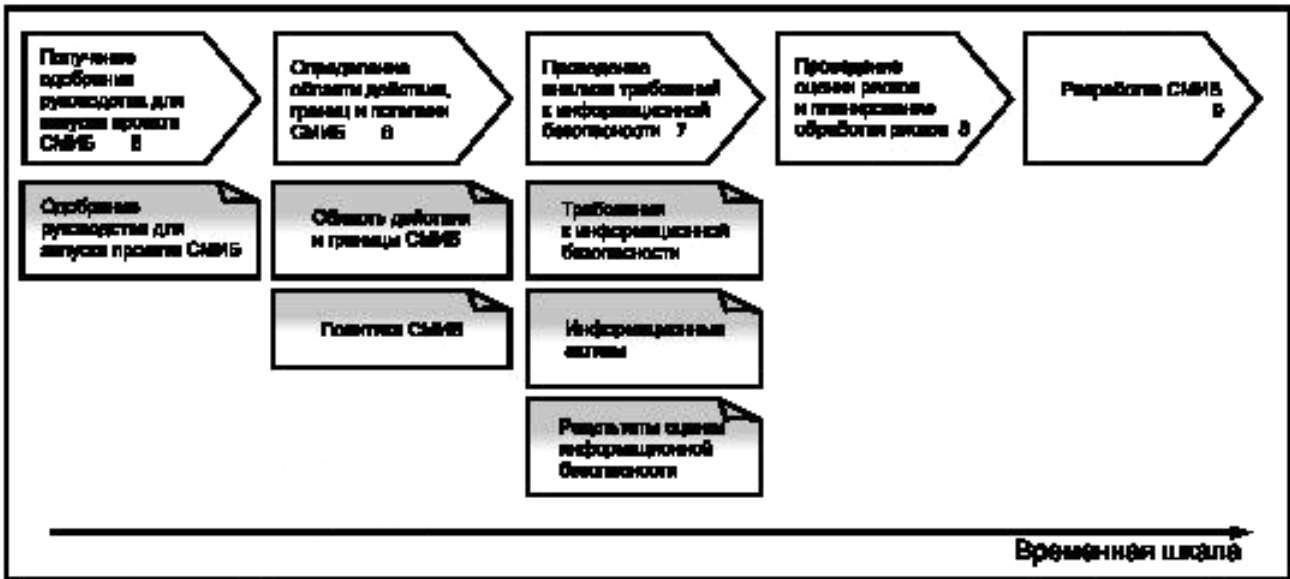 Получение
одобрения
руководства для
запуска проекта
СМИБ 5
Определение
области действия,
границ и политики
СМИБ 6
Проведение
анализа требований
к информационной
безопасности 7
Проведение
оценки рисков
и планирование
обработки рисков 8
Разработка СМИБ
9
Одобрение
руководства для
запуска проекта СМИБ
Область действия
и границы СМИБ
Политика СМИБ
Требования
к информационной
безопасности
Информационные
активы
Результаты оценки
информационной
безопасности
Временная шкала